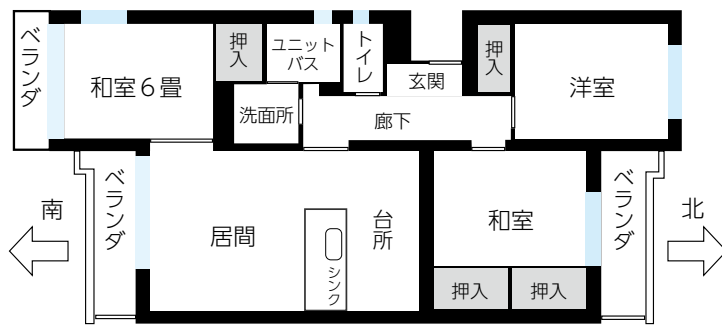 ベランダ
和室６畳
押入
ユニット
バス
トイレ
玄関
押入
洋室
洗面所
廊下
南
ベランダ
居間
シンク
台所
和室
ベランダ
北
押入
押入